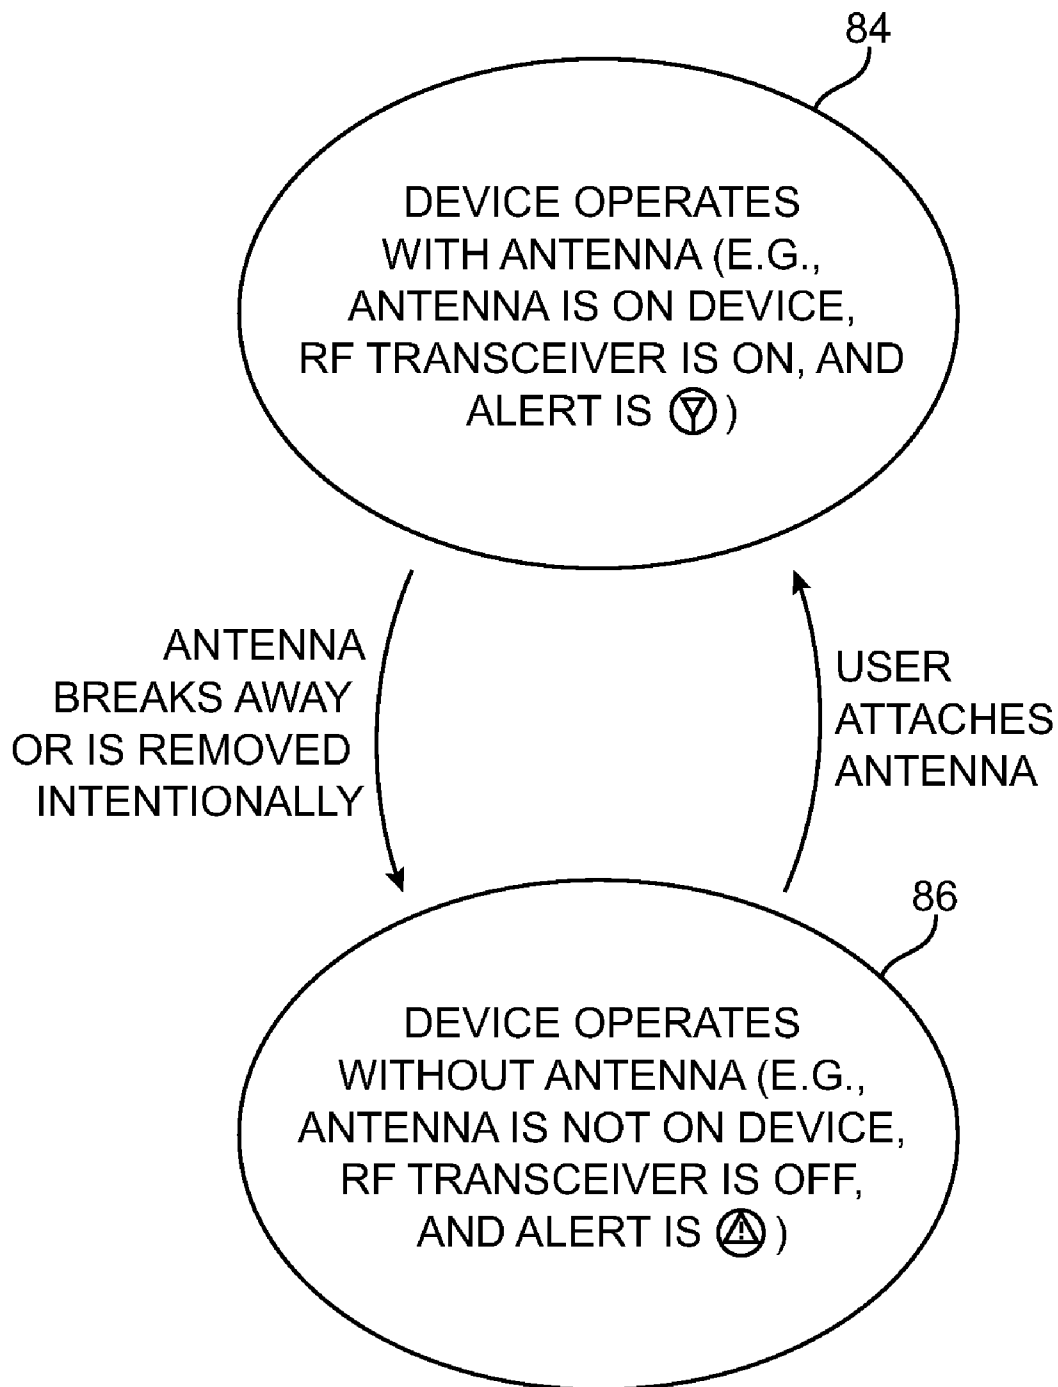 84
DEVICE OPERATES
WITH ANTENNA (E.G.,
ANTENNA IS ON DEVICE,
RF TRANSCEIVER IS ON, AND
ALERT IS )
ANTENNA
BREAKS AWAY
OR IS REMOVED
INTENTIONALLY
USER
ATTACHES
ANTENNA
86
DEVICE OPERATES
WITHOUT ANTENNA (E.G.,
ANTENNA IS NOT ON DEVICE,
RF TRANSCEIVER IS OFF,
AND ALERT IS )